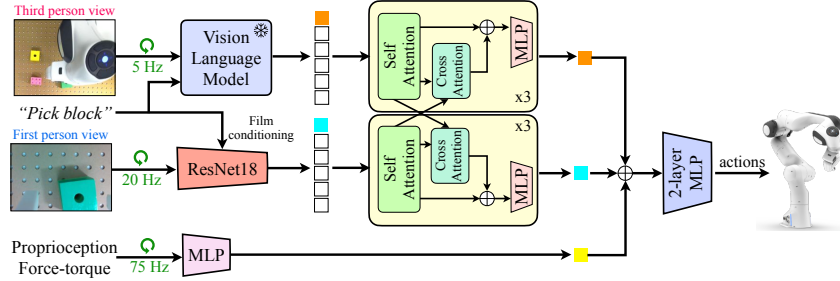 Third person view
5 Hz
Vision
Language
Model
Self
Attention
Cross
Attention
MLP
x3
“Pick block”
Film
conditioning
First person view
20 Hz
ResNet18
Self
Attention
Cross
Attention
MLP
x3
2-layer
MLP
actions
Proprioception
Force-torque
75 Hz
MLP